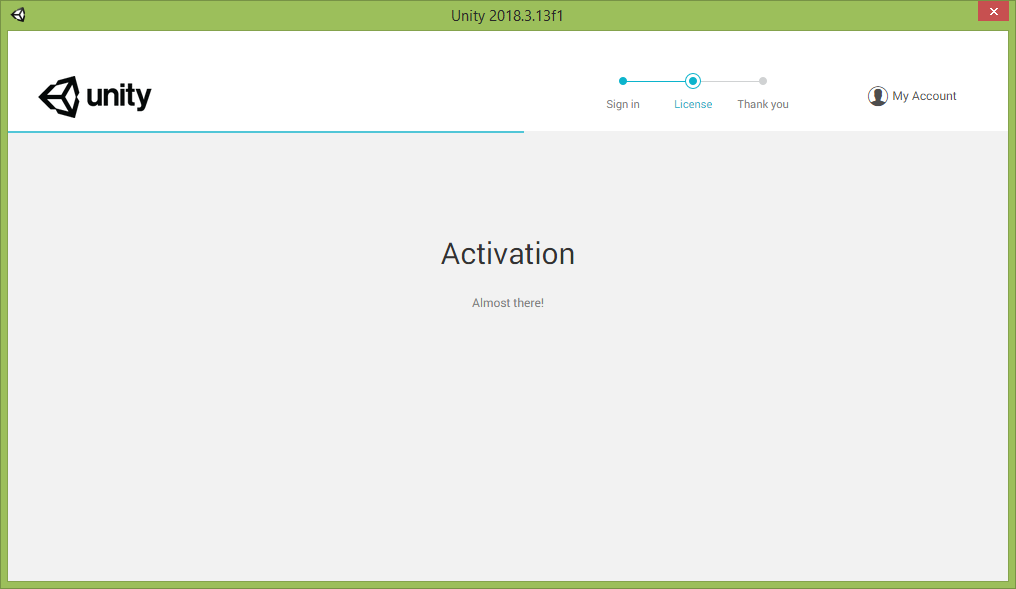 Unity 2018.3.13f1
unity
Sign in
License
Thank you
My Account
Activation
Almost there!